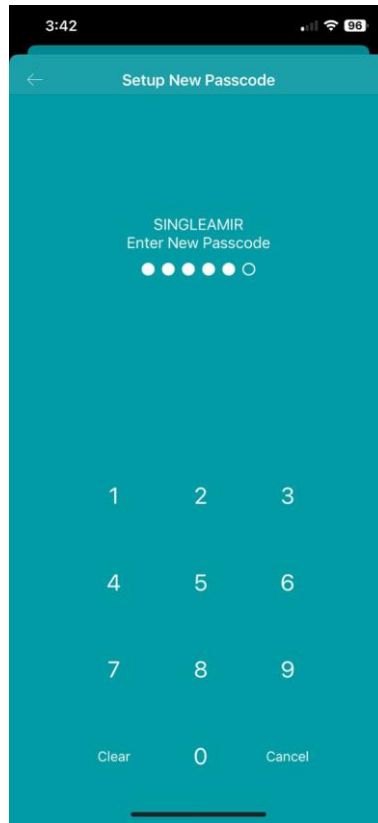 3:42 96
Setup New Passcode
SINGLEAMIR
Enter New Passcode
1 2 3
4 5 6
7 8 9
Clear 0 Cancel